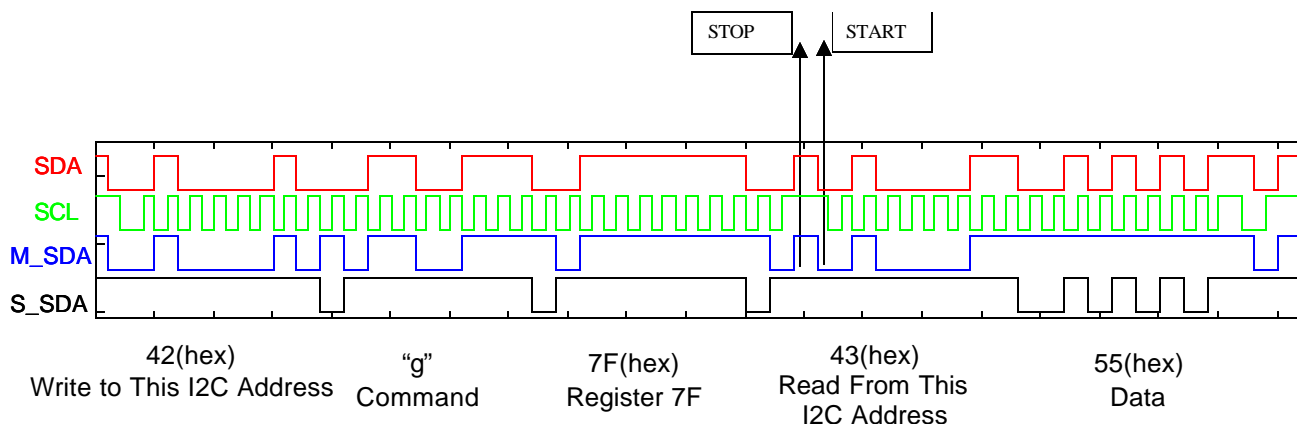 STOP
START
SDA
SCL
M_SDA
S_SDA
42(hex)
Write to This I2C Address
“g”
Command
7F(hex)
Register 7F
43(hex)
Read From This
I2C Address
55(hex)
Data